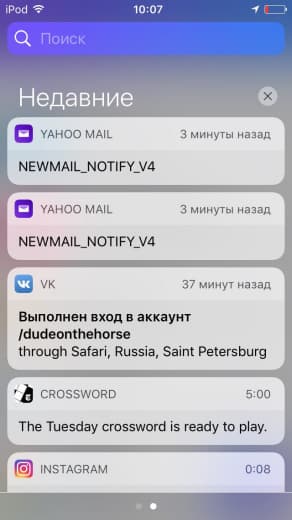 iPod 10:07
Поиск
Недавние
YAHOO MAIL 3 минуты назад
NEWMAIL_NOTIFY_V4
YAHOO MAIL 3 минуты назад
NEWMAIL_NOTIFY_V4
VK 37 минут назад
Выполнен вход в аккаунт
/dudeonthehorse
through Safari, Russia, Saint Petersburg
CROSSWORD 5:00
The Tuesday crossword is ready to play.
INSTAGRAM 0:08